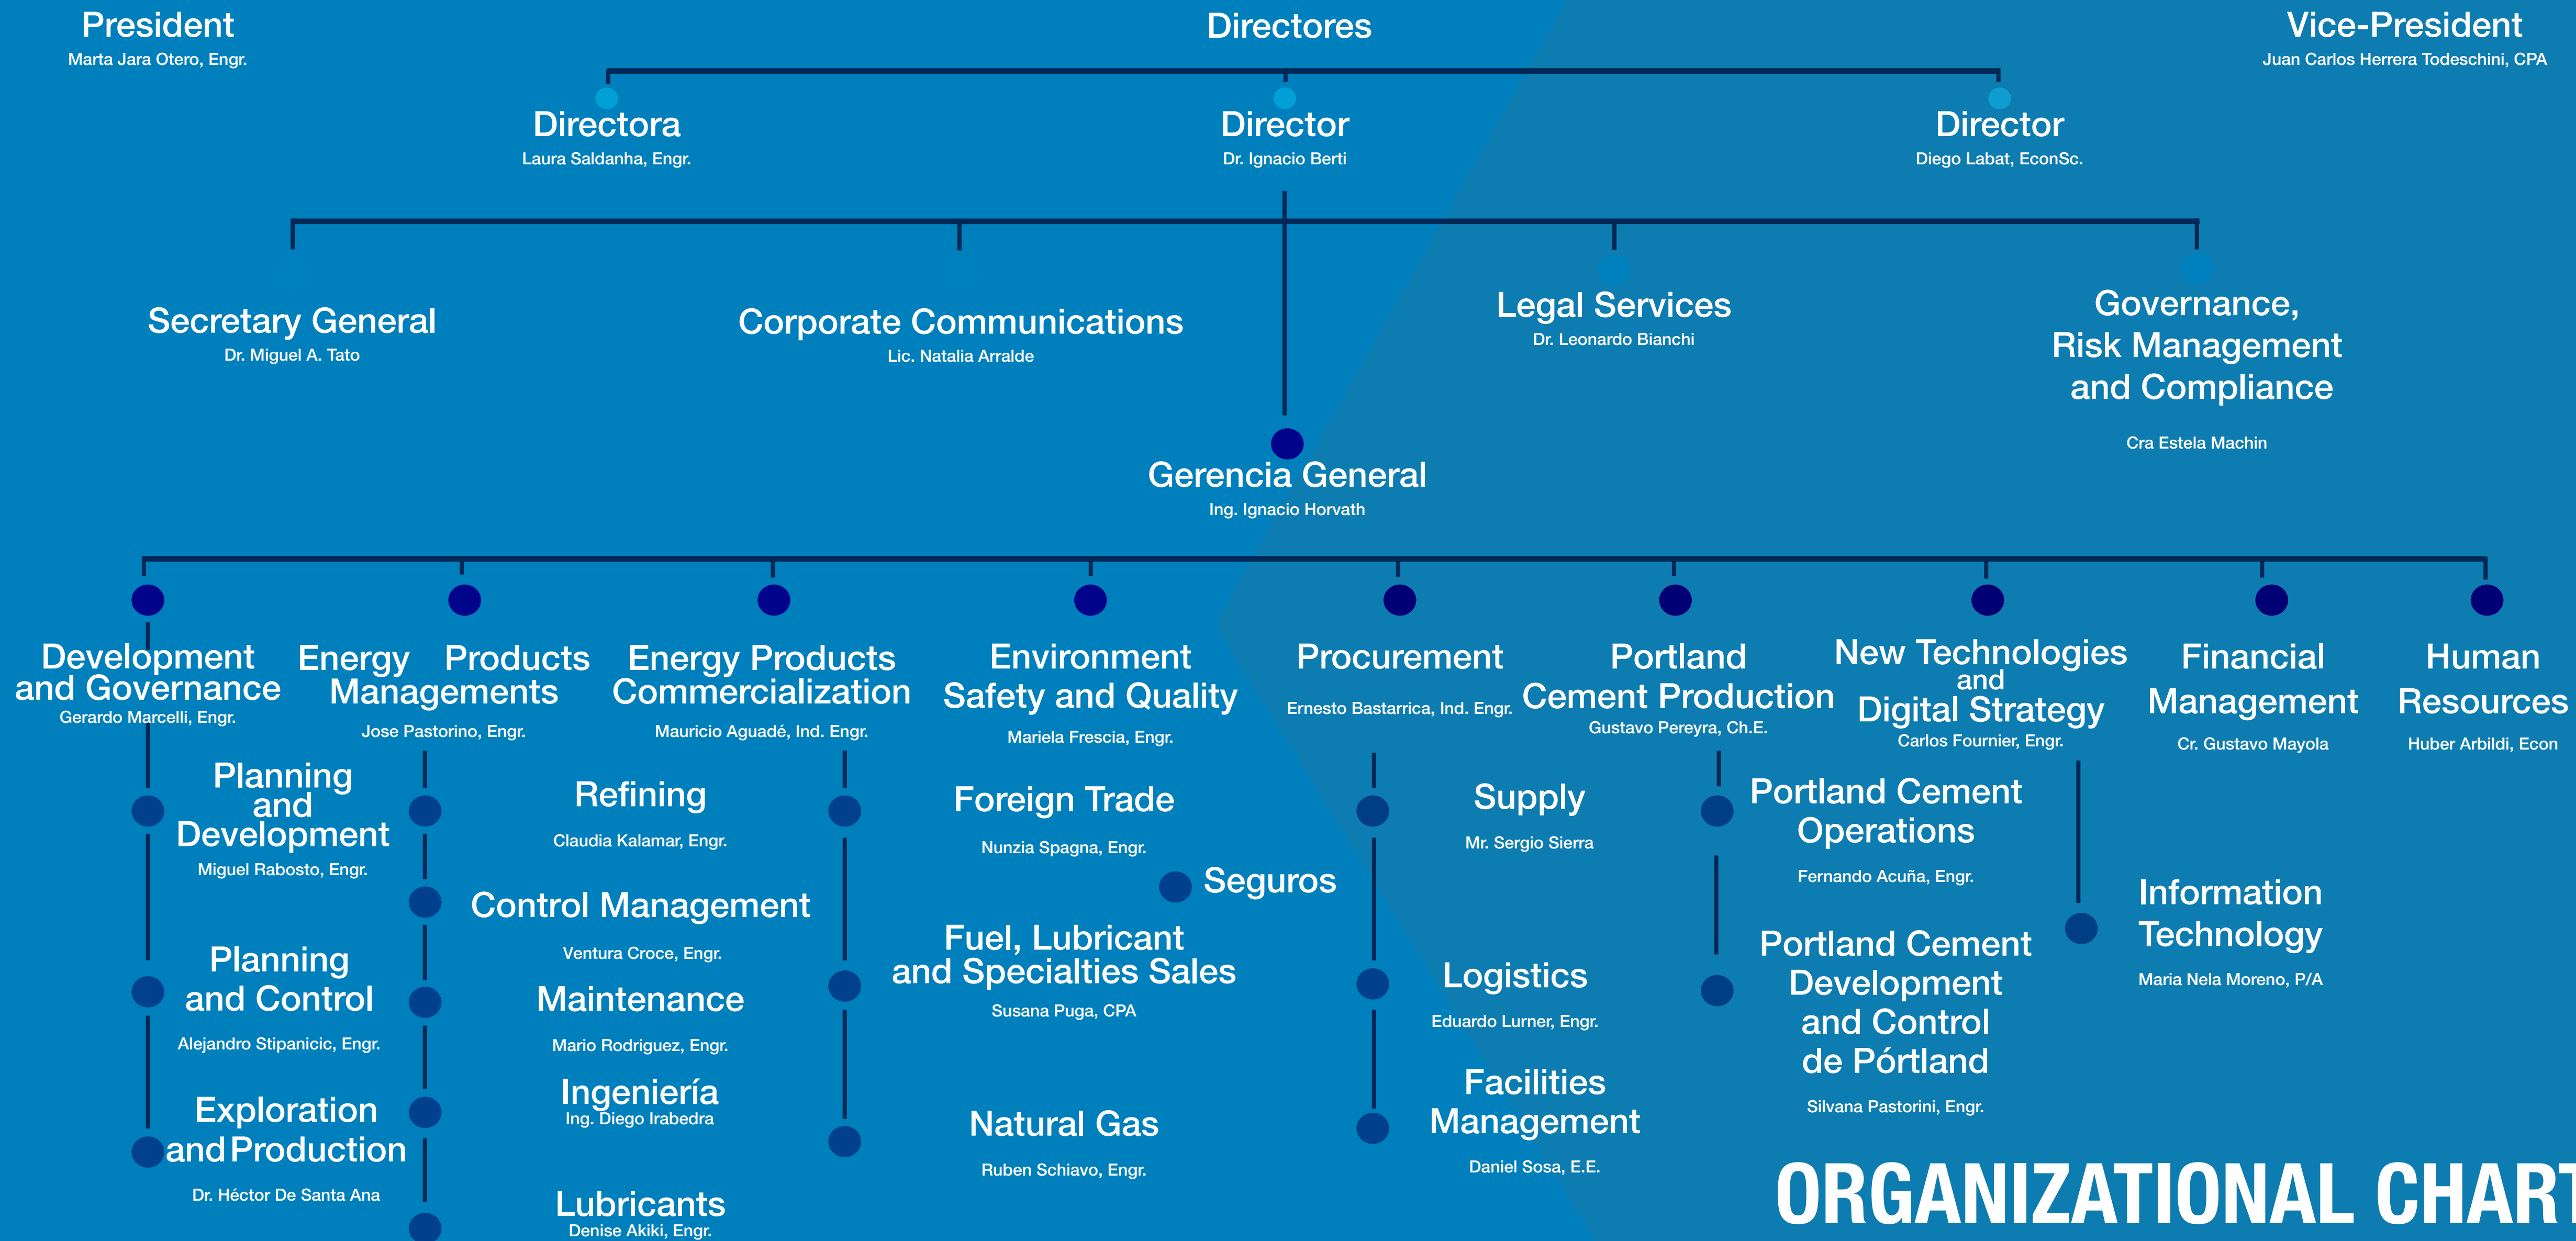 President
Marta Jara Otero, Engr.
Directores
Vice-President
Juan Carlos Herrera Todeschini, CPA
Directora
Laura Saldanha, Engr.
Director
Dr. Ignacio Berti
Director
Diego Labat, EconSc.
Secretary General
Dr. Miguel A. Tato
Corporate Communications
Lic. Natalia Arralde
Legal Services
Dr. Leonardo Bianchi
Governance,
Risk Management
and Compliance
Cra Estela Machin
Gerencia General
Ing. Ignacio Horvath
Development
and Governance
Gerardo Marcelli, Engr.
Energy Products
Managements
Jose Pastorino, Engr.
Energy Products
Commercialization
Mauricio Aguadé, Ind. Engr.
Environment
Safety and Quality
Mariela Frescia, Engr.
Procurement
Ernesto Bastarrica, Ind. Engr.
Portland
Cement Production
Gustavo Pereyra, Ch.E.
New Technologies
and
Digital Strategy
Carlos Fournier, Engr.
Financial
Management
Cr. Gustavo Mayola
Human
Resources
Huber Arbildi, Econ
Planning
and
Development
Miguel Rabosto, Engr.
Planning
and Control
Alejandro Stipanicic, Engr.
Exploration
and Production
Dr. Héctor De Santa Ana
Refining
Claudia Kalamar, Engr.
Control Management
Ventura Croce, Engr.
Maintenance
Mario Rodriguez, Engr.
Ingeniería
Ing. Diego Irabedra
Lubricants
Denise Akiki, Engr.
Foreign Trade
Nunzia Spagna, Engr.
Seguros
Fuel, Lubricant
and Specialties Sales
Susana Puga, CPA
Natural Gas
Ruben Schiavo, Engr.
Supply
Mr. Sergio Sierra
Logistics
Eduardo Lurner, Engr.
Facilities
Management
Daniel Sosa, E.E.
Portland Cement
Operations
Fernando Acuña, Engr.
Portland Cement
Development
and Control
de Pórtland
Silvana Pastorini, Engr.
Information
Technology
Maria Nela Moreno, P/A
ORGANIZATIONAL CHART